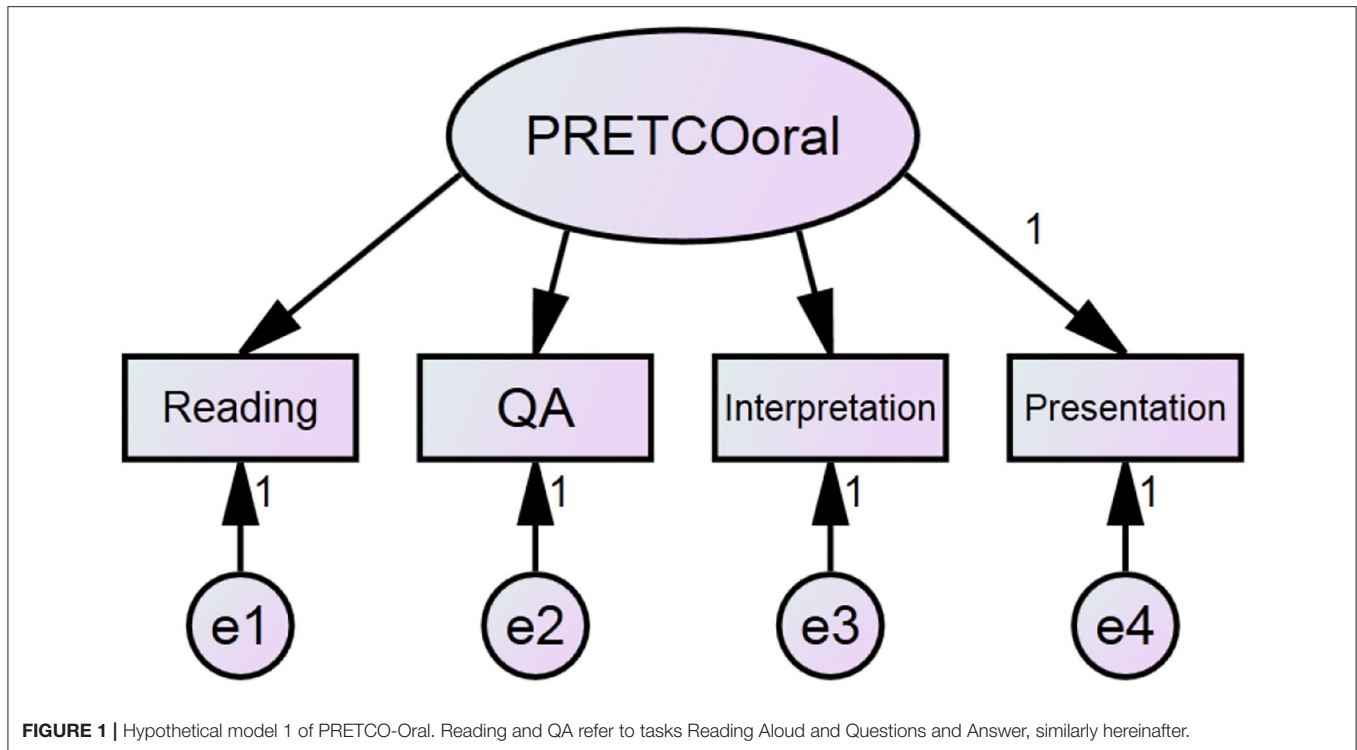 PRETCOoral
1
Reading
QA
Interpretation
Presentation
1
1
1
1
e1
e2
e3
e4
FIGURE 1 | Hypothetical model 1 of PRETCO-Oral. Reading and QA refer to tasks Reading Aloud and Questions and Answer, similarly hereinafter.